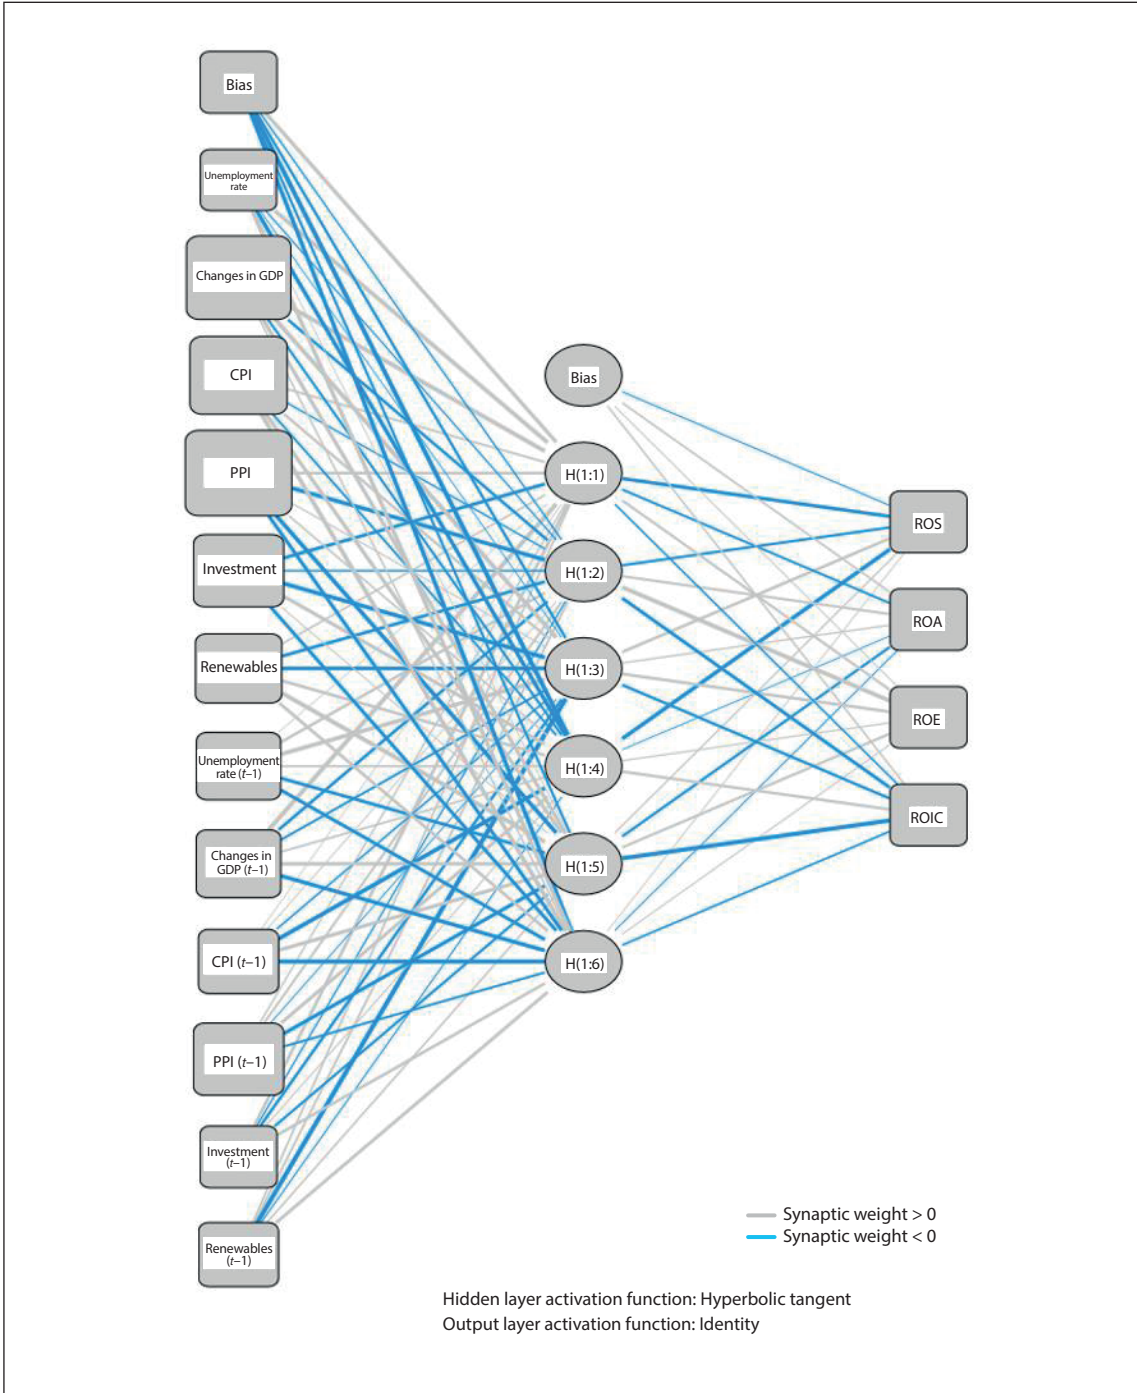 Bias
Unemployment
rate
Changes in GDP
CPI
PPI
Investment
Renewables
Unemployment
rate (t–1)
Changes in
GDP (t–1)
CPI (t–1)
PPI (t–1)
Investment
(t–1)
Renewables
(t–1)
Bias
H(1:1)
H(1:2)
H(1:3)
H(1:4)
H(1:5)
H(1:6)
ROS
ROA
ROE
ROIC
Synaptic weight > 0
Synaptic weight < 0
Hidden layer activation function: Hyperbolic tangent
Output layer activation function: Identity